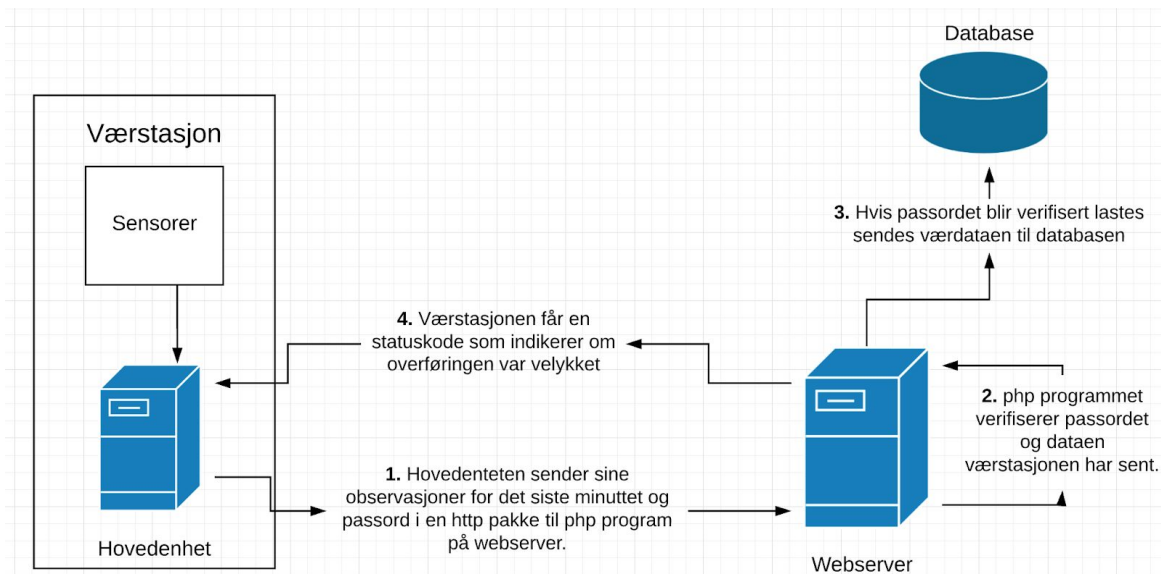 Database
Værstasjon
Sensorer
3. Hvis passordet blir verifisert lastes
sendes værdataen til databasen
4. Værstasjonen får en
statuskode som indikerer om
overføringen var velykket
2. php programmet
verifiserer passordet
og dataen
værstasjonen har sent.
1. Hovedenteten sender sine
observasjoner for det siste minuttet og
passord i en http pakke til php program
på webserver.
Hovedenhet
Webserver